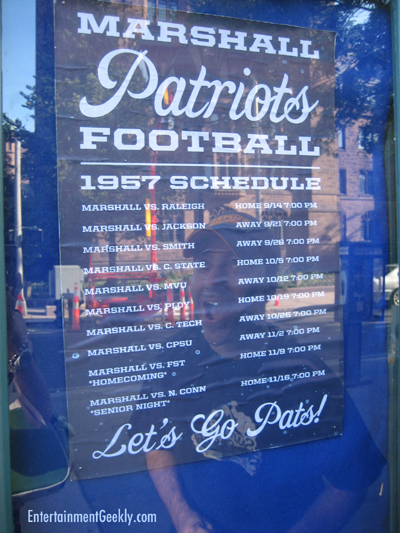 MARSHALL
Patriots
FOOTBALL
1957 SCHEDULE
MARSHALL VS. RALEIGH HOME 9/14 7:00 PM
MARSHALL VS. JACKSON AWAY 9/21 7:00 PM
MARSHALL VS. SMITH AWAY 9/28 7:00 PM
MARSHALL VS. C. STATE HOME 10/5 7:00 PM
MARSHALL VS. MVU AWAY 10/12 7:00 PM
MARSHALL VS. PLDY HOME 10/19 7:00 PM
MARSHALL VS. C. TECH AWAY 10/26 7:00 PM
MARSHALL VS. CPSU AWAY 11/2 7:00 PM
MARSHALL VS. FST HOME 11/9 7:00 PM
*HOMECOMING*
MARSHALL VS. N. CONN HOME 11/16 7:00 PM
*SENIOR NIGHT*
Let's Go Pats!
EntertainmentGeekly.com